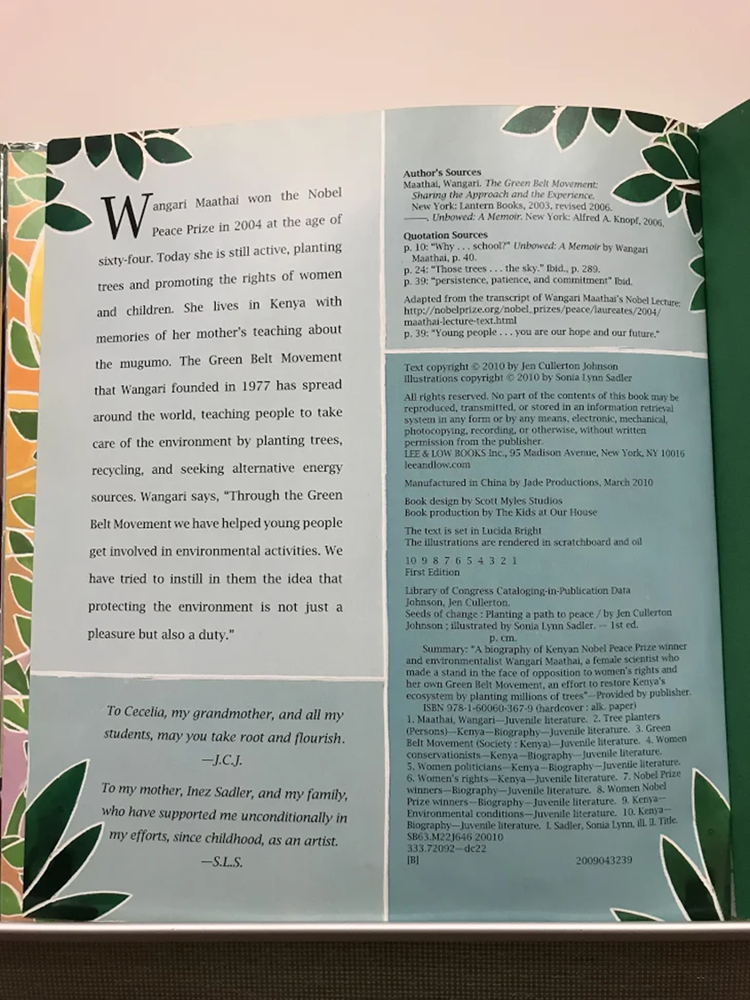 Wangari Maathai won the Nobel
Peace Prize in 2004 at the age of
sixty-four. Today she is still active, planting
trees and promoting the rights of women
and children. She lives in Kenya with
memories of her mother's teaching about
the mugumo. The Green Belt Movement
that Wangari founded in 1977 has spread
around the world, teaching people to take
care of the environment by planting trees,
recycling, and seeking alternative energy
sources. Wangari says, “Through the Green
Belt Movement we have helped young people
get involved in environmental activities. We
have tried to instill in them the idea that
protecting the environment is not just a
pleasure but also a duty.”
To Cecelia, my grandmother, and all my
students, may you take root and flourish.
—J.C.J.
To my mother, Inez Sadler, and my family,
who have supported me unconditionally in
my efforts, since childhood, as an artist.
—S.L.S.
Author's Sources
Maathai, Wangari. The Green Belt Movement:
Sharing the Approach and the Experience.
New York: Lantern Books, 2003, revised 2006.
———. Unbowed: A Memoir. New York: Alfred A. Knopf, 2006.
Quotation Sources
p. 10: “Why . . . school?” Unbowed: A Memoir by Wangari
Maathai, p. 40.
p. 24: “Those trees . . . the sky.” Ibid., p. 289.
p. 39: “persistence, patience, and commitment” Ibid.
Adapted from the transcript of Wangari Maathai's Nobel Lecture:
http://nobelprize.org/nobel_prizes/peace/laureates/2004/
maathai-lecture-text.html
p. 39: “Young people . . . you are our hope and our future.”
Text copyright © 2010 by Jen Cullerton Johnson
Illustrations copyright © 2010 by Sonia Lynn Sadler
All rights reserved. No part of the contents of this book may be
reproduced, transmitted, or stored in an information retrieval
system in any form or by any means, electronic, mechanical,
photocopying, recording, or otherwise, without written
permission from the publisher.
LEE & LOW BOOKS Inc., 95 Madison Avenue, New York, NY 10016
leeandlow.com
Manufactured in China by Jade Productions, March 2010
Book design by Scott Myles Studios
Book production by The Kids at Our House
The text is set in Lucida Bright
The illustrations are rendered in scratchboard and oil
10 9 8 7 6 5 4 3 2 1
First Edition
Library of Congress Cataloging-in-Publication Data
Johnson, Jen Cullerton.
Seeds of change : Planting a path to peace / by Jen Cullerton
Johnson ; illustrated by Sonia Lynn Sadler. — 1st ed.
p. cm.
Summary: “A biography of Kenyan Nobel Peace Prize winner
and environmentalist Wangari Maathai, a female scientist who
made a stand in the face of opposition to women's rights and
her own Green Belt Movement, an effort to restore Kenya's
ecosystem by planting millions of trees”—Provided by publisher.
ISBN 978-1-60060-367-9 (hardcover : alk. paper)
1. Maathai, Wangari—Juvenile literature. 2. Tree planters
(Persons)—Kenya—Biography—Juvenile literature. 3. Green
Belt Movement (Society : Kenya)—Juvenile literature. 4. Women
conservationists—Kenya—Biography—Juvenile literature.
5. Women politicians—Kenya—Biography—Juvenile literature.
6. Women's rights—Kenya—Juvenile literature. 7. Nobel Prize
winners—Biography—Juvenile literature. 8. Women Nobel
Prize winners—Biography—Juvenile literature. 9. Kenya—
Environmental conditions—Juvenile literature. 10. Kenya—
Biography—Juvenile literature. I. Sadler, Sonia Lynn, ill. II. Title.
SB63.M22J646 20010
333.72092—dc22
[B] 2009043239